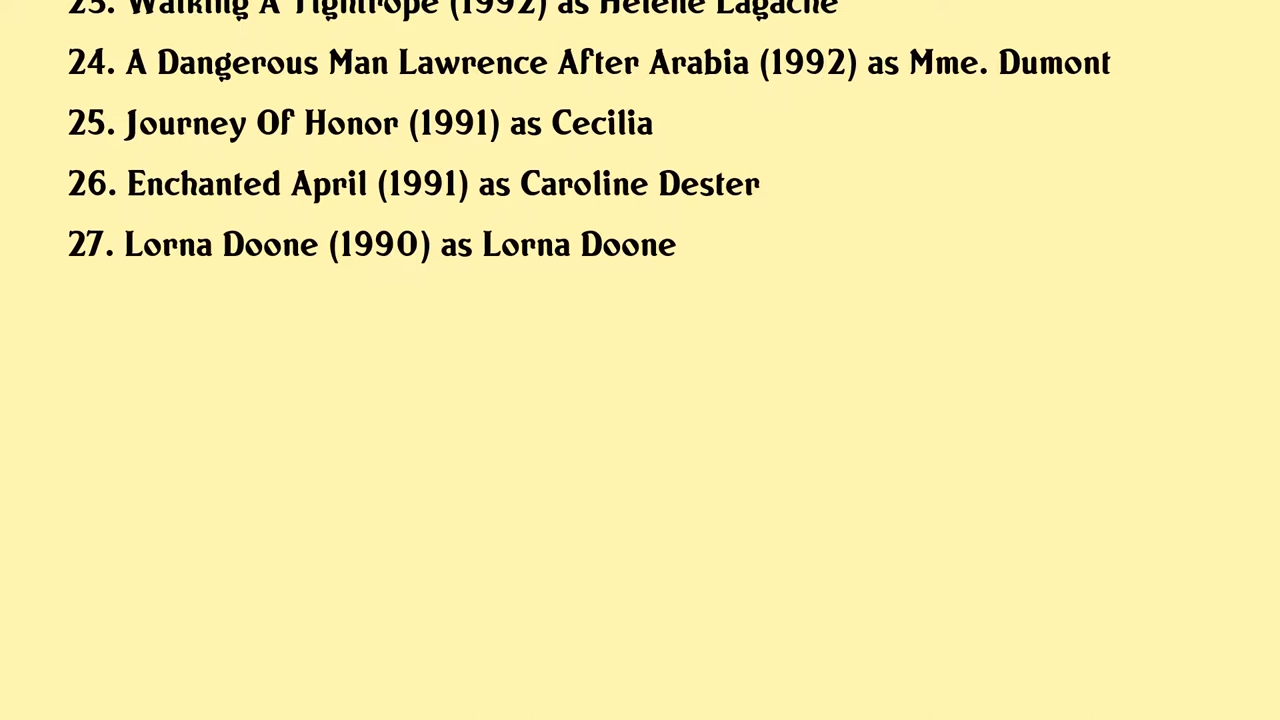 23. Walking A Tightrope (1992) as Helene Lagache
24. A Dangerous Man Lawrence After Arabia (1992) as Mme. Dumont
25. Journey Of Honor (1991) as Cecilia
26. Enchanted April (1991) as Caroline Dester
27. Lorna Doone (1990) as Lorna Doone